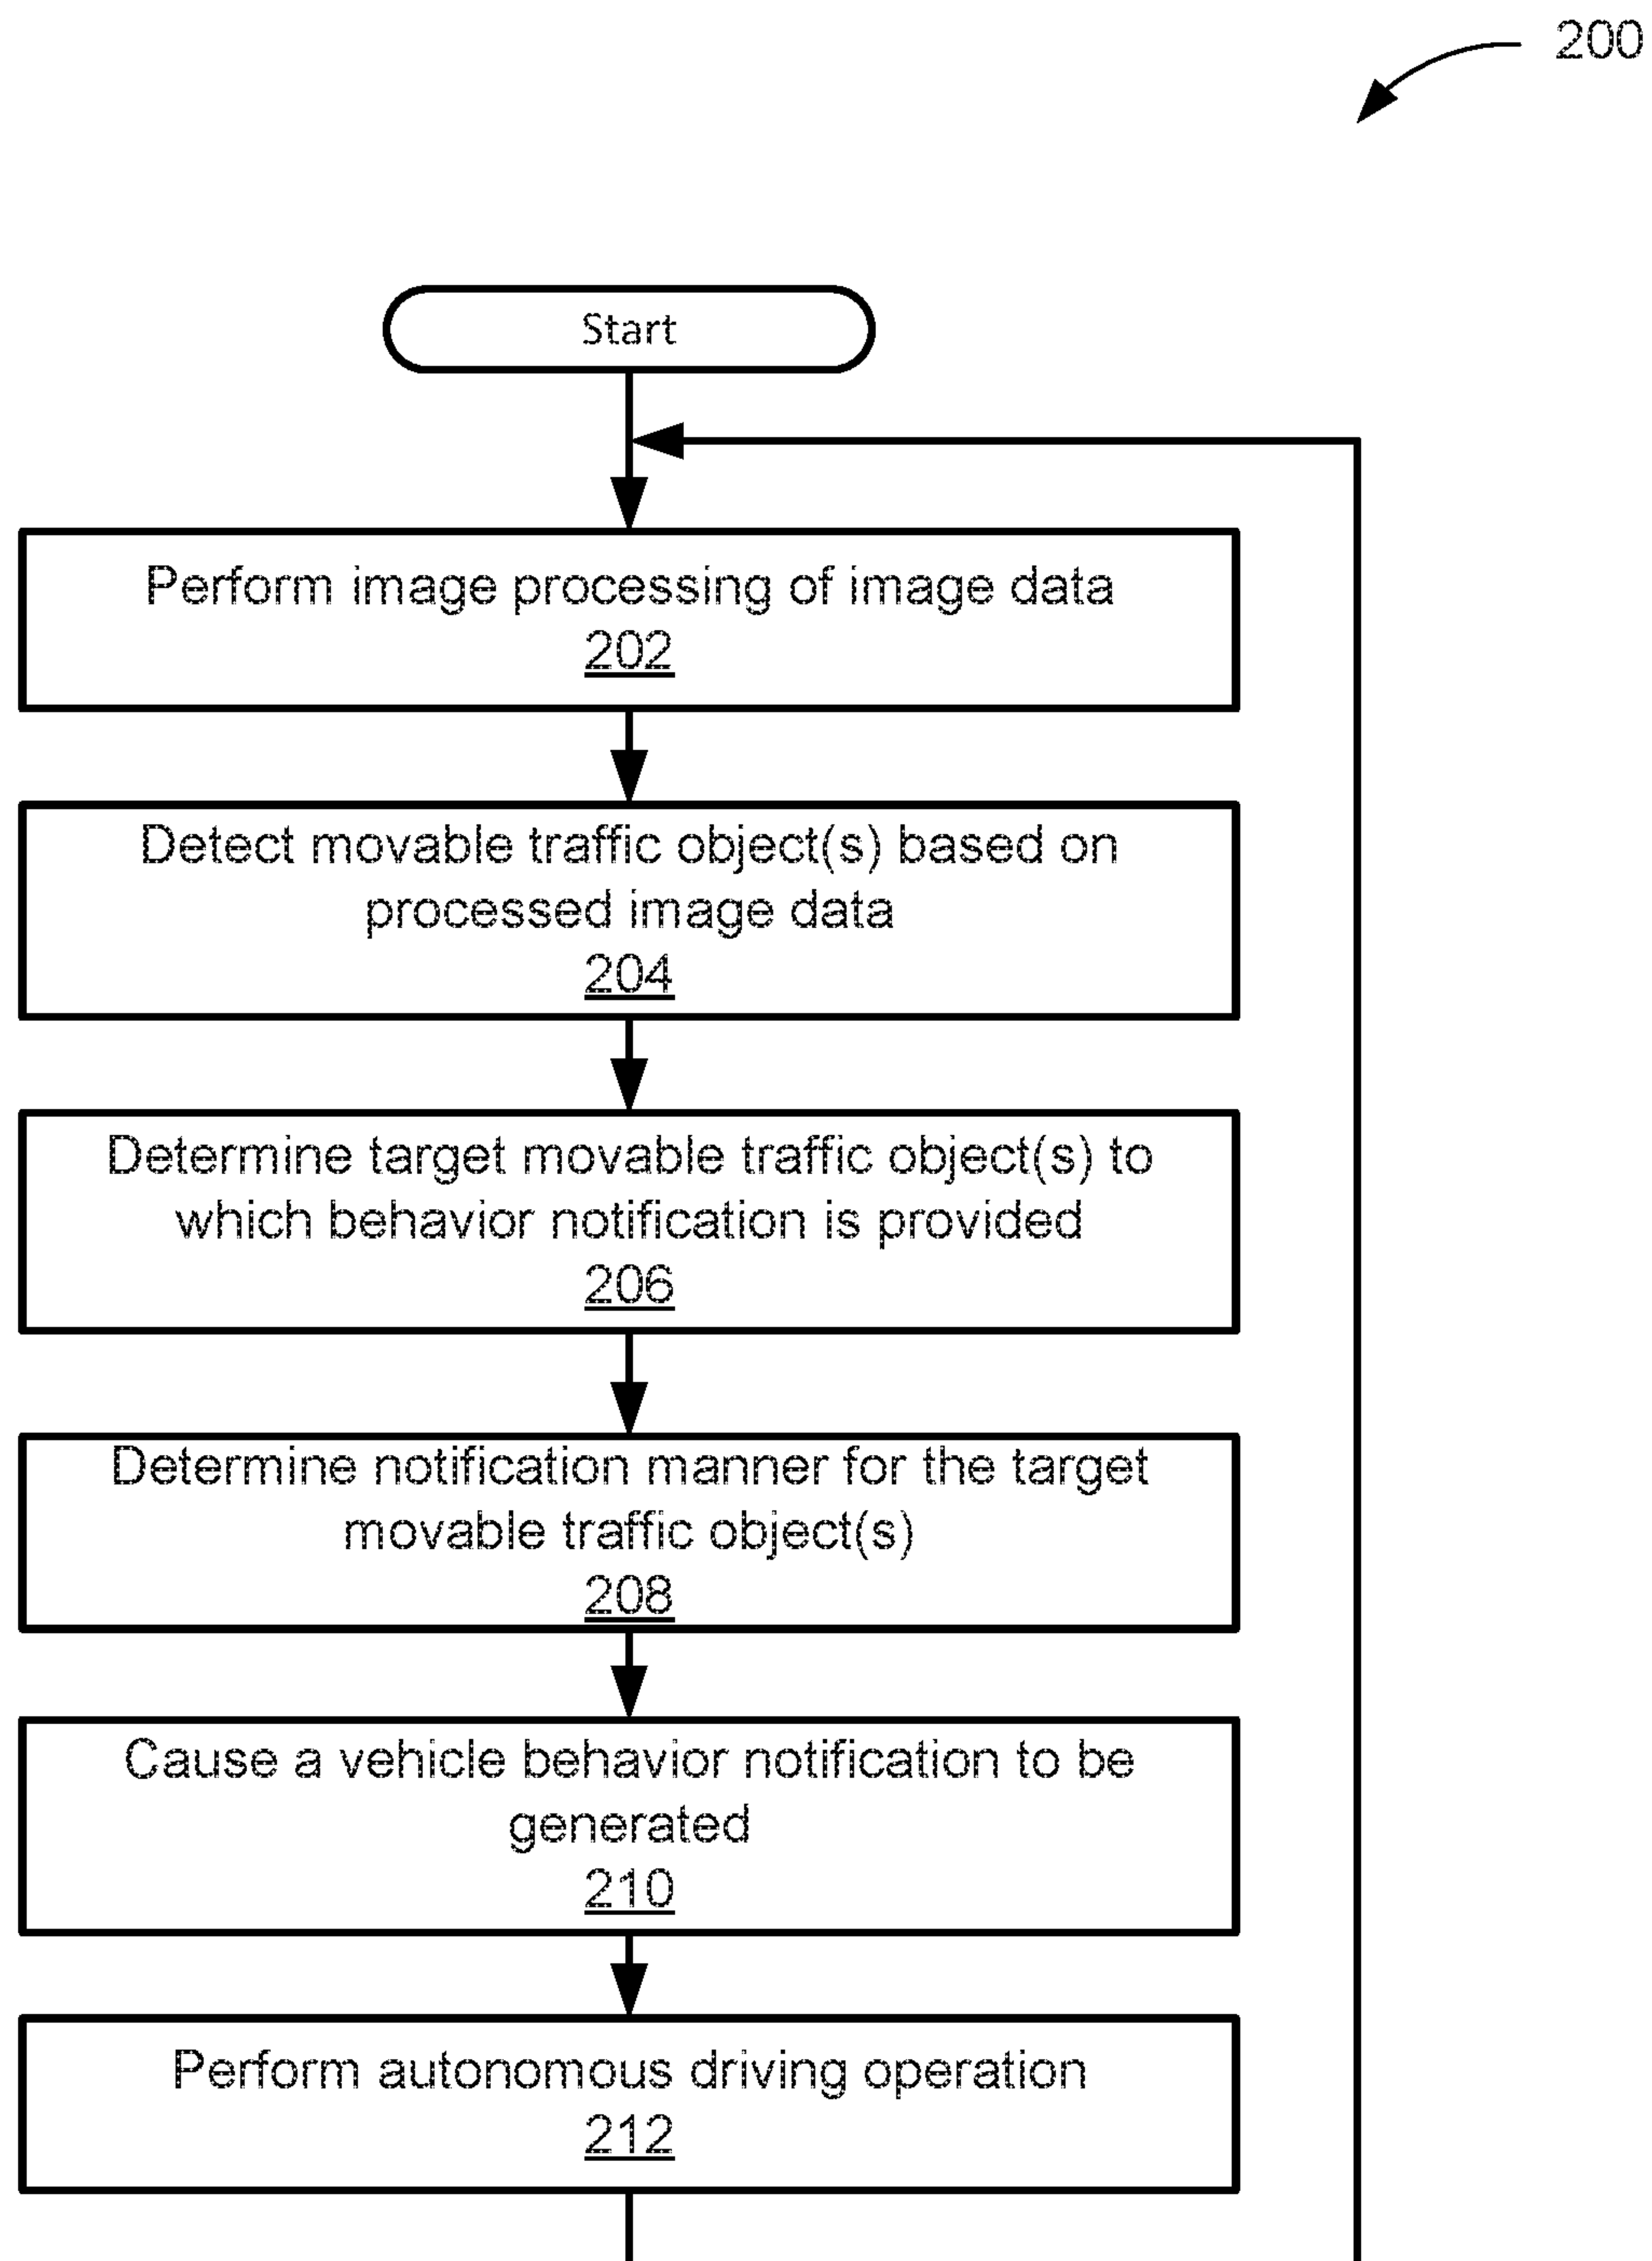 200
Start
Perform image processing of image data
202
Detect movable traffic object(s) based on
processed image data
204
Determine target movable traffic object(s) to
which behavior notification is provided
206
Determine notification manner for the target
movable traffic object(s)
208
Cause a vehicle behavior notification to be
generated
210
Perform autonomous driving operation
212